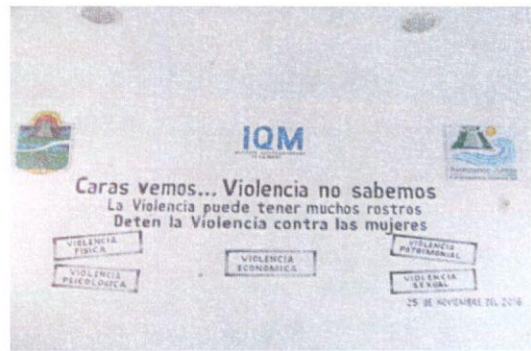 IQM
Caras vemos... Violencia no sabemos
La Violencia puede tener muchos rostros
Deten la Violencia contra las mujeres
VIOLENCIA
FISICA
VIOLENCIA
PSICOLOGICA
VIOLENCIA
ECONOMICA
VIOLENCIA
PATRIMONIAL
VIOLENCIA
SEXUAL
25 DE NOVIEMBRE DEL 2016